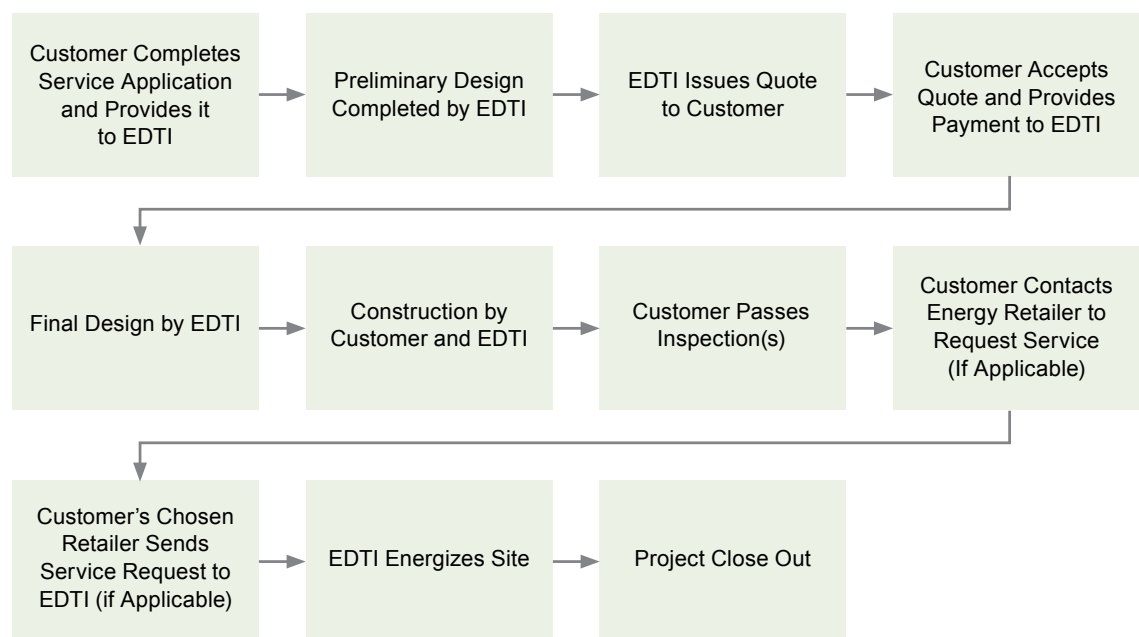 Customer Completes
Service Application
and Provides it
to EDTI
Preliminary Design
Completed by EDTI
EDTI Issues Quote
to Customer
Customer Accepts
Quote and Provides
Payment to EDTI
Final Design by EDTI
Construction by
Customer and EDTI
Customer Passes
Inspection(s)
Customer Contacts
Energy Retailer to
Request Service
(If Applicable)
Customer’s Chosen
Retailer Sends
Service Request to
EDTI (if Applicable)
EDTI Energizes Site
Project Close Out